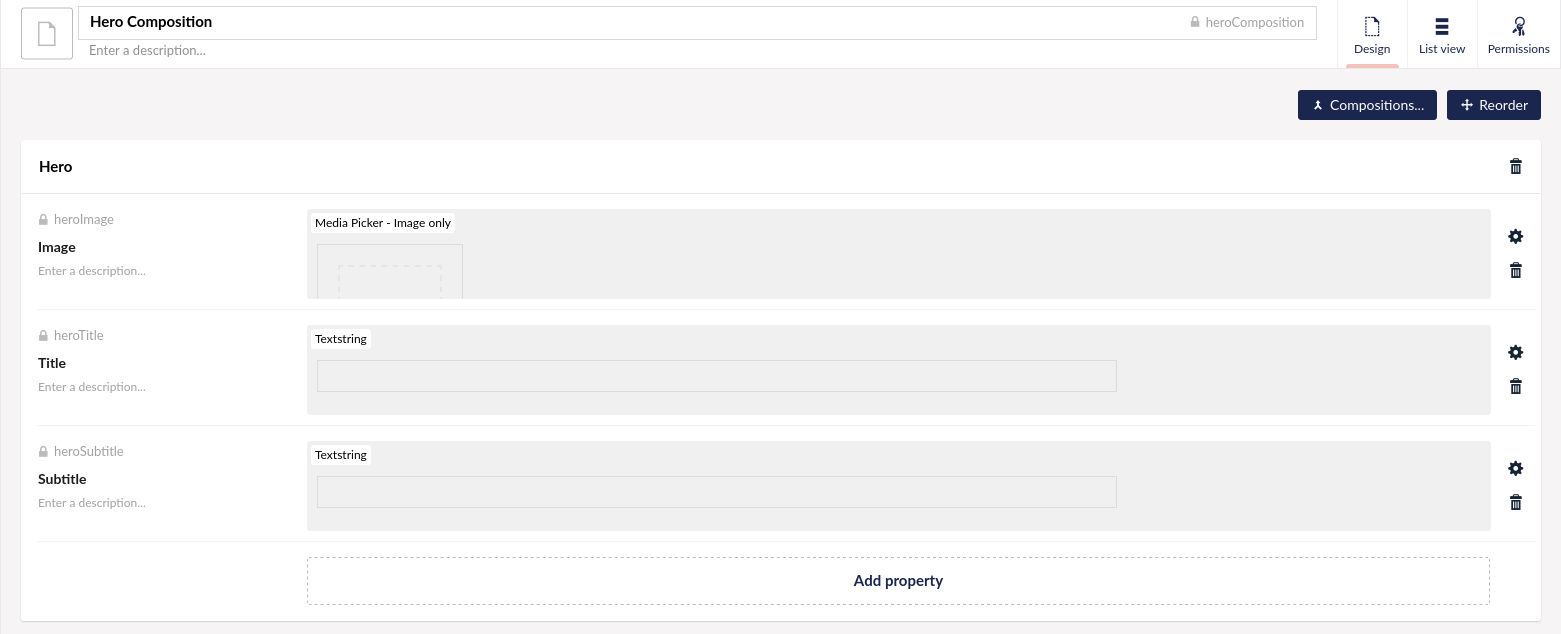 Hero Composition
heroComposition
Enter a description...
Design
List view
Permissions
Compositions...
Reorder
Hero
heroImage
Image
Enter a description...
Media Picker - Image only
heroTitle
Title
Enter a description...
Textstring
heroSubtitle
Subtitle
Enter a description...
Textstring
Add property